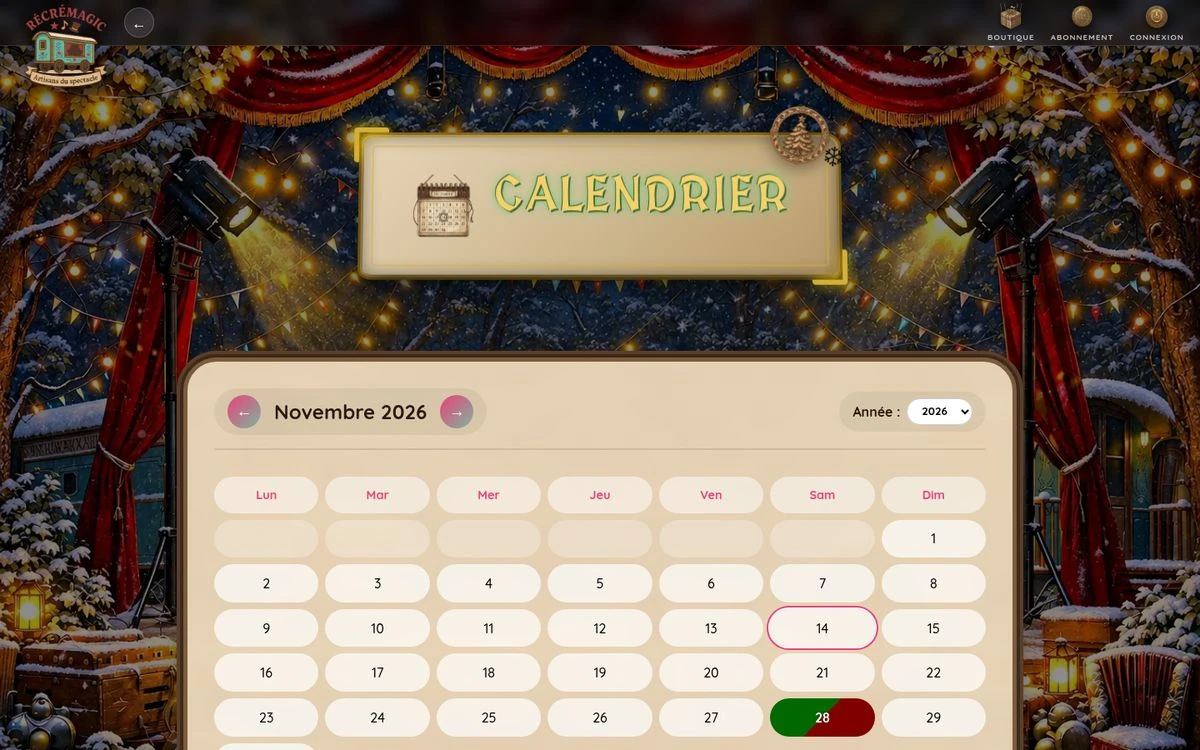 RÉCRÉMAGIC
Artisans du spectacle
←
BOUTIQUE ABONNEMENT CONNEXION
CALENDRIER
← Novembre 2026 →
Année : 2026
Lun Mar Mer Jeu Ven Sam Dim
1
2 3 4 5 6 7 8
9 10 11 12 13 14 15
16 17 18 19 20 21 22
23 24 25 26 27 28 29